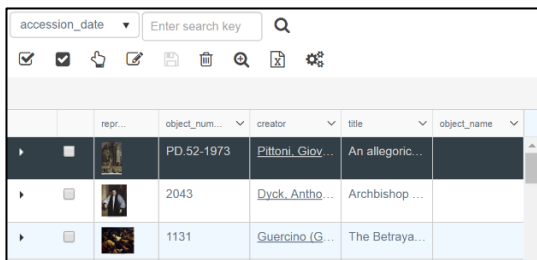 accession_date Enter search key
repr... object_num... creator title object_name
PD.52-1973 Pittoni, Giov... An allegoric...
2043 Dyck, Antho... Archbishop ...
1131 Guercino (G... The Betraya...